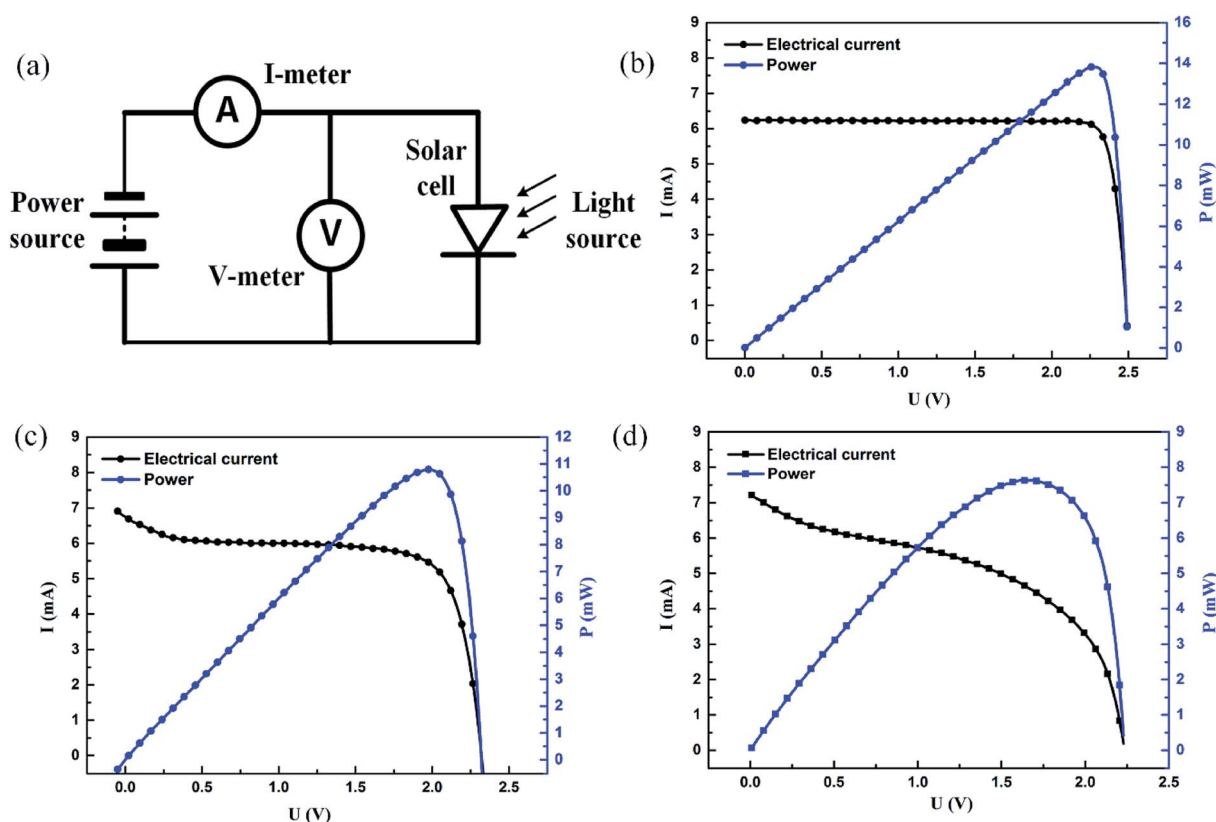 (a)
I-meter
A
Power
source
V
V-meter
Solar
cell
Light
source
(b)
Electrical current
Power
I (mA)
9
8
7
6
5
4
3
2
1
0
P (mW)
16
14
12
10
8
6
4
2
0
0.0 0.5 1.0 1.5 2.0 2.5
U (V)
(c)
Electrical current
Power
I (mA)
9
8
7
6
5
4
3
2
1
0
P (mW)
12
11
10
9
8
7
6
5
4
3
2
1
0
0.0 0.5 1.0 1.5 2.0 2.5
U (V)
(d)
Electrical current
Power
I (mA)
9
8
7
6
5
4
3
2
1
0
P (mW)
9
8
7
6
5
4
3
2
1
0
0.0 0.5 1.0 1.5 2.0 2.5
U (V)